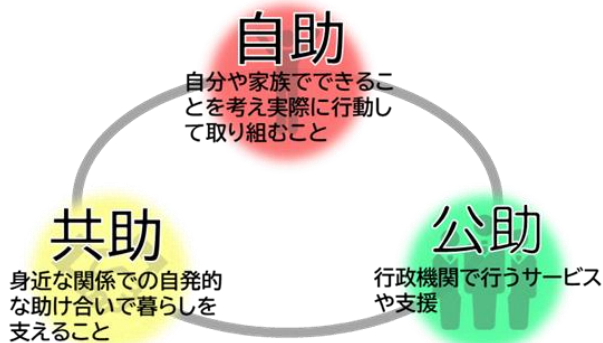 自助
自分や家族でできるこ
とを考え実際に行動し
て取り組むこと
共助
身近な関係での自発的
な助け合いで暮らしを
支えること
公助
行政機関で行うサービス
や支援